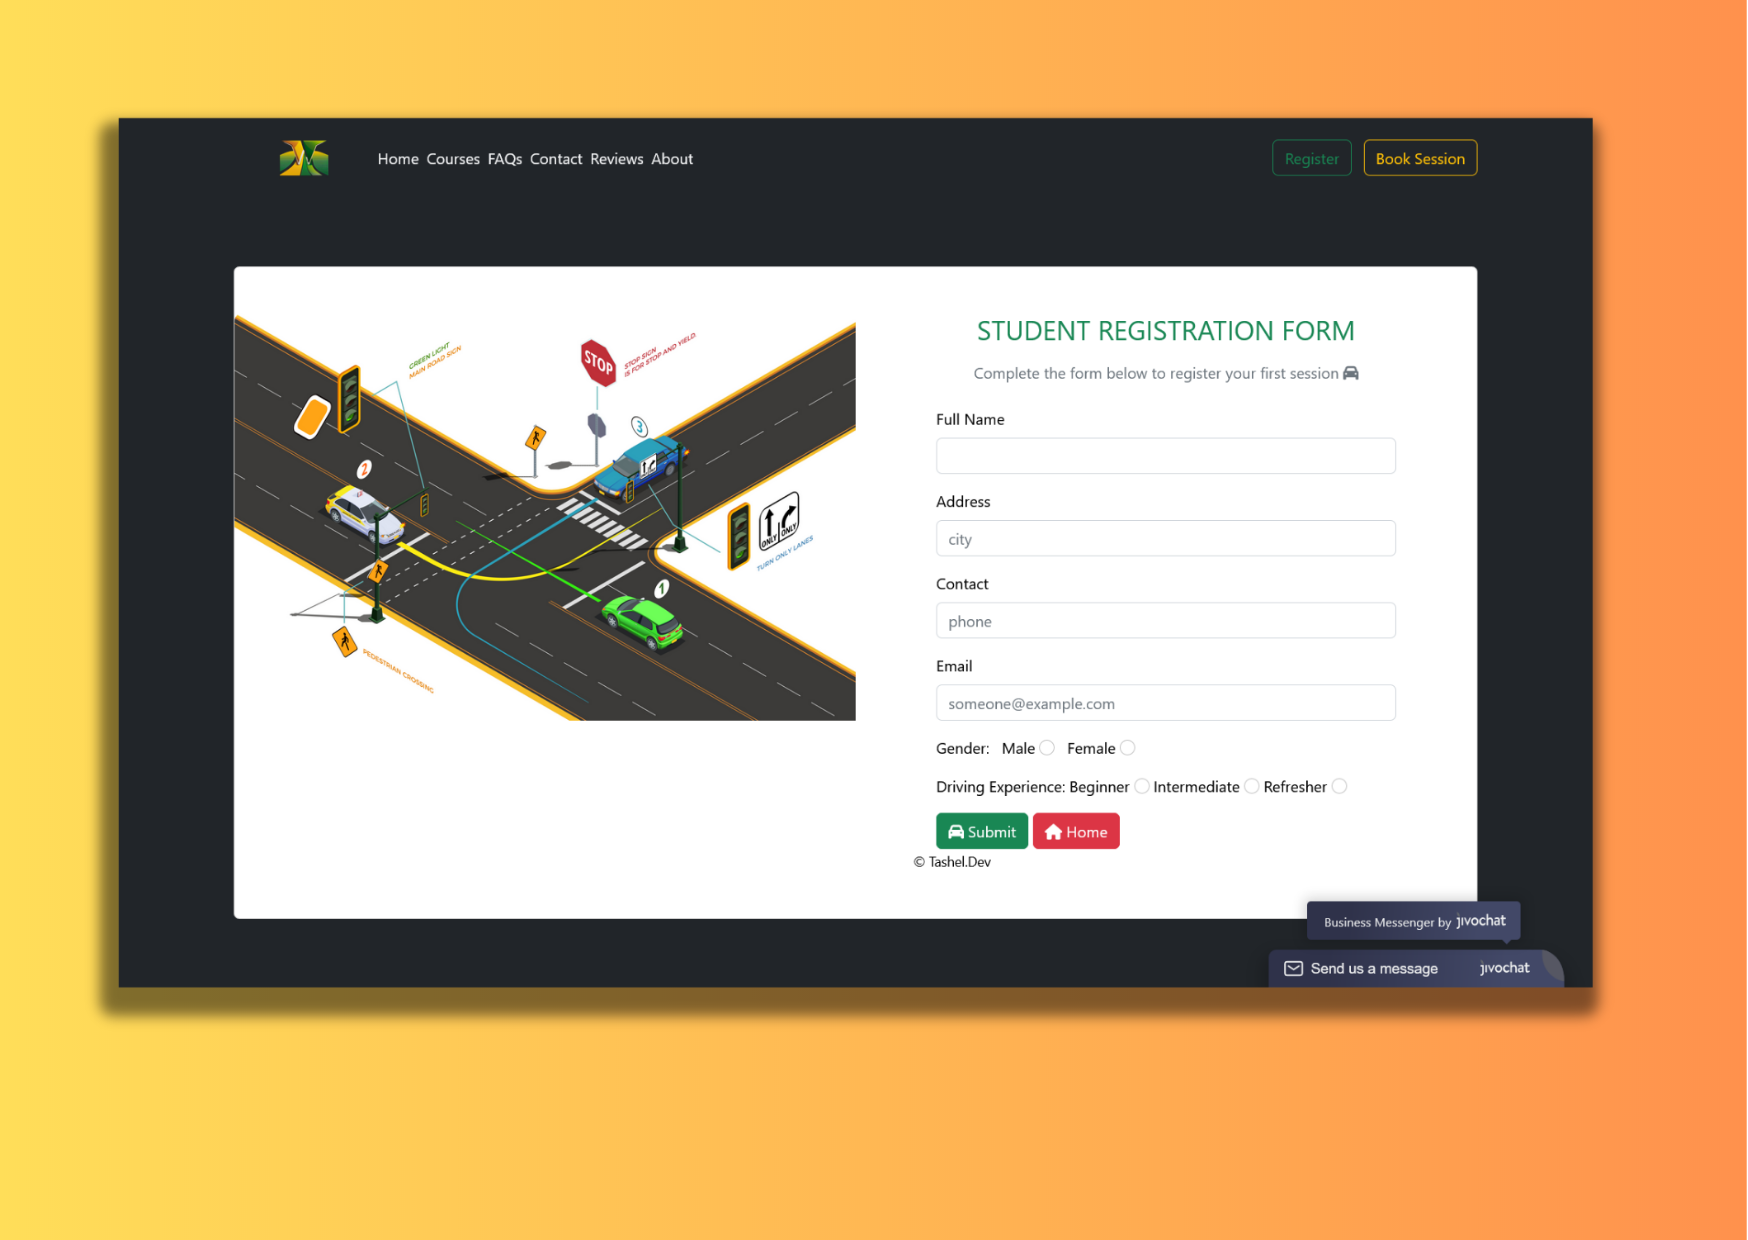 Home Courses FAQs Contact Reviews About
Register
Book Session
GREEN LIGHT
MAIN ROAD SIGN
STOP
STOP SIGN
IS FOR STOP AND YIELD
3
2
ONLY ONLY
TURN ONLY LANES
1
PEDESTRIAN CROSSING
STUDENT REGISTRATION FORM
Complete the form below to register your first session
Full Name
Address
city
Contact
phone
Email
someone@example.com
Gender: Male Female
Driving Experience: Beginner Intermediate Refresher
Submit Home
© Tashel.Dev
Business Messenger by jivochat
Send us a message jivochat